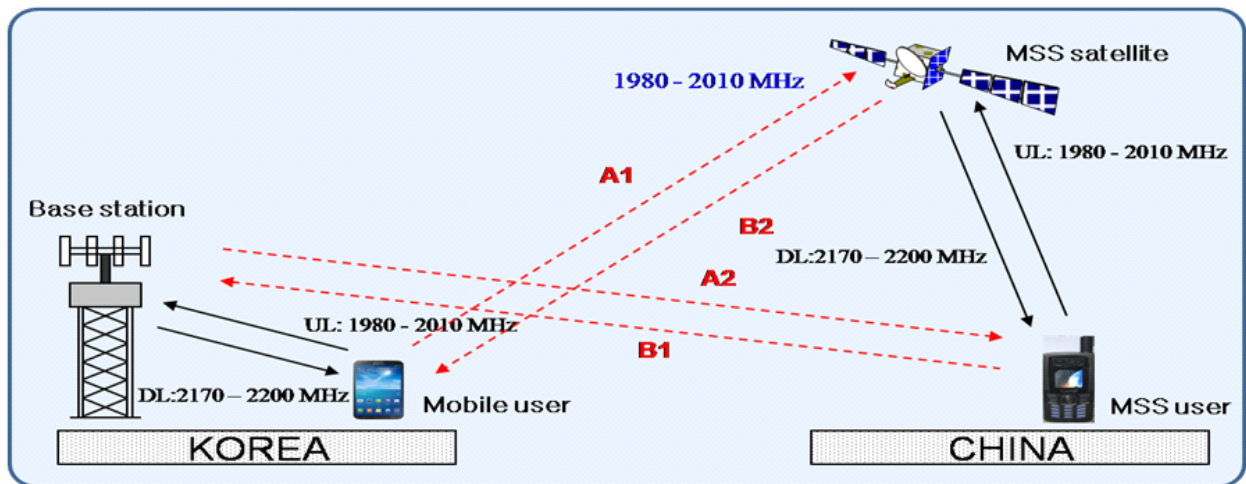 MSS satellite
1980 - 2010 MHz
UL: 1980 - 2010 MHz
A1
Base station
B2
DL:2170 – 2200 MHz
A2
UL: 1980 - 2010 MHz
B1
DL:2170 – 2200 MHz
Mobile user
MSS user
KOREA
CHINA